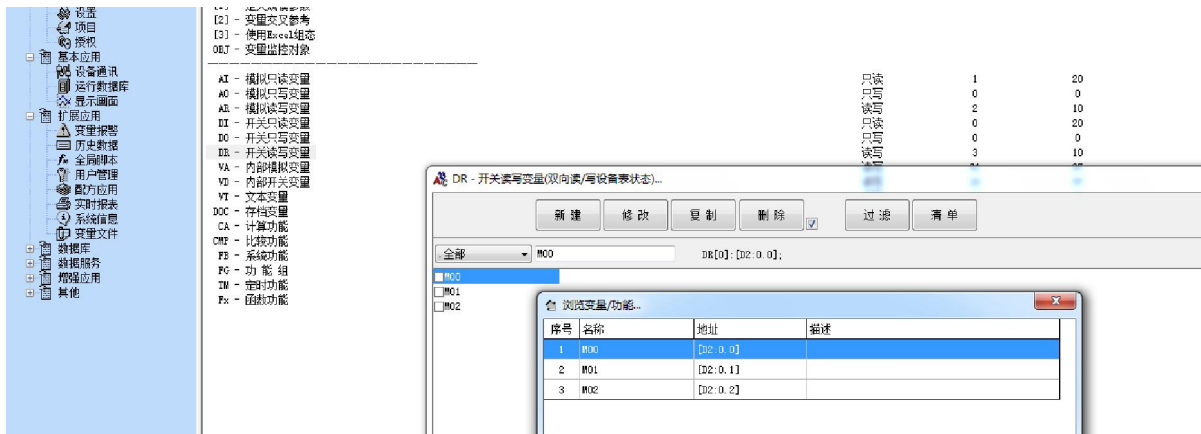 设置
项目
授权
基本应用
设备通讯
运行数据库
显示画面
扩展应用
变量报警
历史数据
全局脚本
用户管理
配方应用
实时报表
系统信息
变量文件
数据库
数据服务
增强应用
其他
[2] - 变量交叉参考
[3] - 使用Excel组态
OBJ - 变量监控对象
AI - 模拟只读变量 只读 1 20
AO - 模拟只写变量 只写 0 0
AR - 模拟读写变量 读写 2 10
DI - 开关只读变量 只读 0 20
DO - 开关只写变量 只写 0 0
DR - 开关读写变量 读写 3 10
VA - 内部模拟变量
VD - 内部开关变量
VT - 文本变量
DOC - 存档变量
CA - 计算功能
CMP - 比较功能
FB - 系统功能
FG - 功 能 组
TM - 定时功能
Fx - 函数功能
DR - 开关读写变量(双向读/写设备表状态)...
新 建 修 改 复 制 删 除 过 滤 清 单
全部 M00 DR[0]:[D2:0.0];
M00
M01
M02
浏览变量/功能...
序号 名称 地址 描述
1 M00 [D2:0.0]
2 M01 [D2:0.1]
3 M02 [D2:0.2]